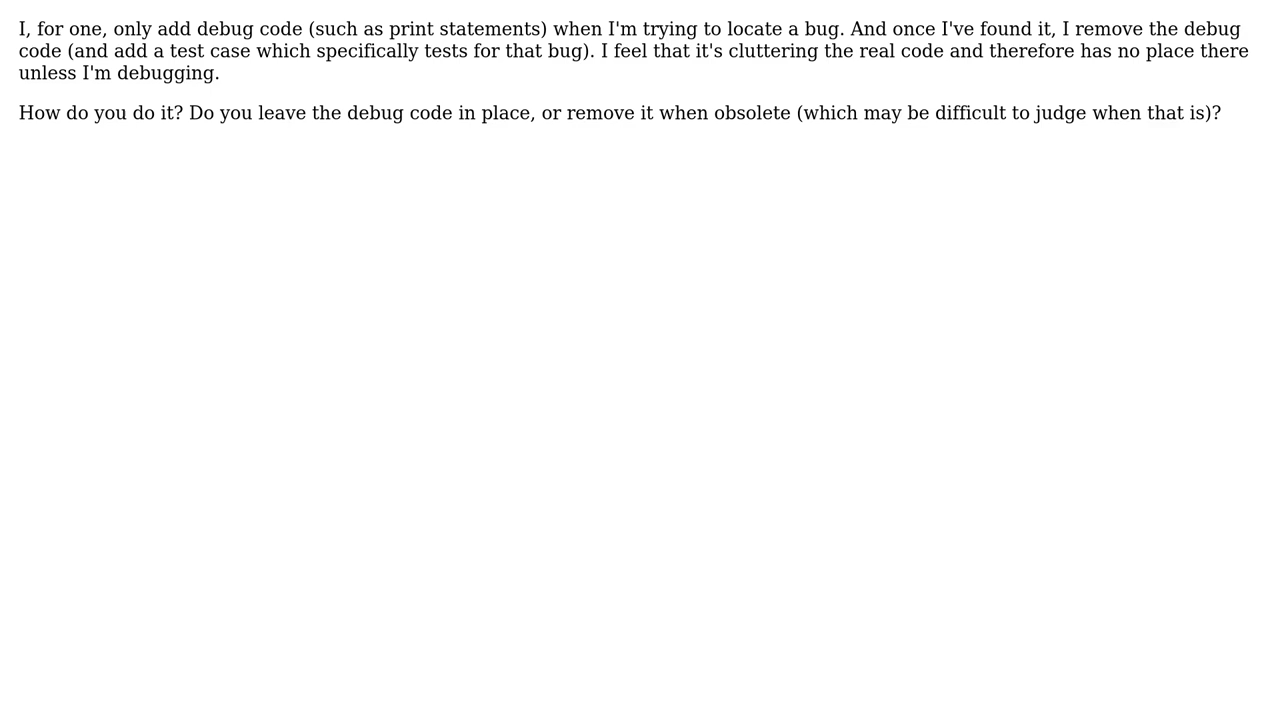 I, for one, only add debug code (such as print statements) when I'm trying to locate a bug. And once I've found it, I remove the debug
code (and add a test case which specifically tests for that bug). I feel that it's cluttering the real code and therefore has no place there
unless I'm debugging.
How do you do it? Do you leave the debug code in place, or remove it when obsolete (which may be difficult to judge when that is)?